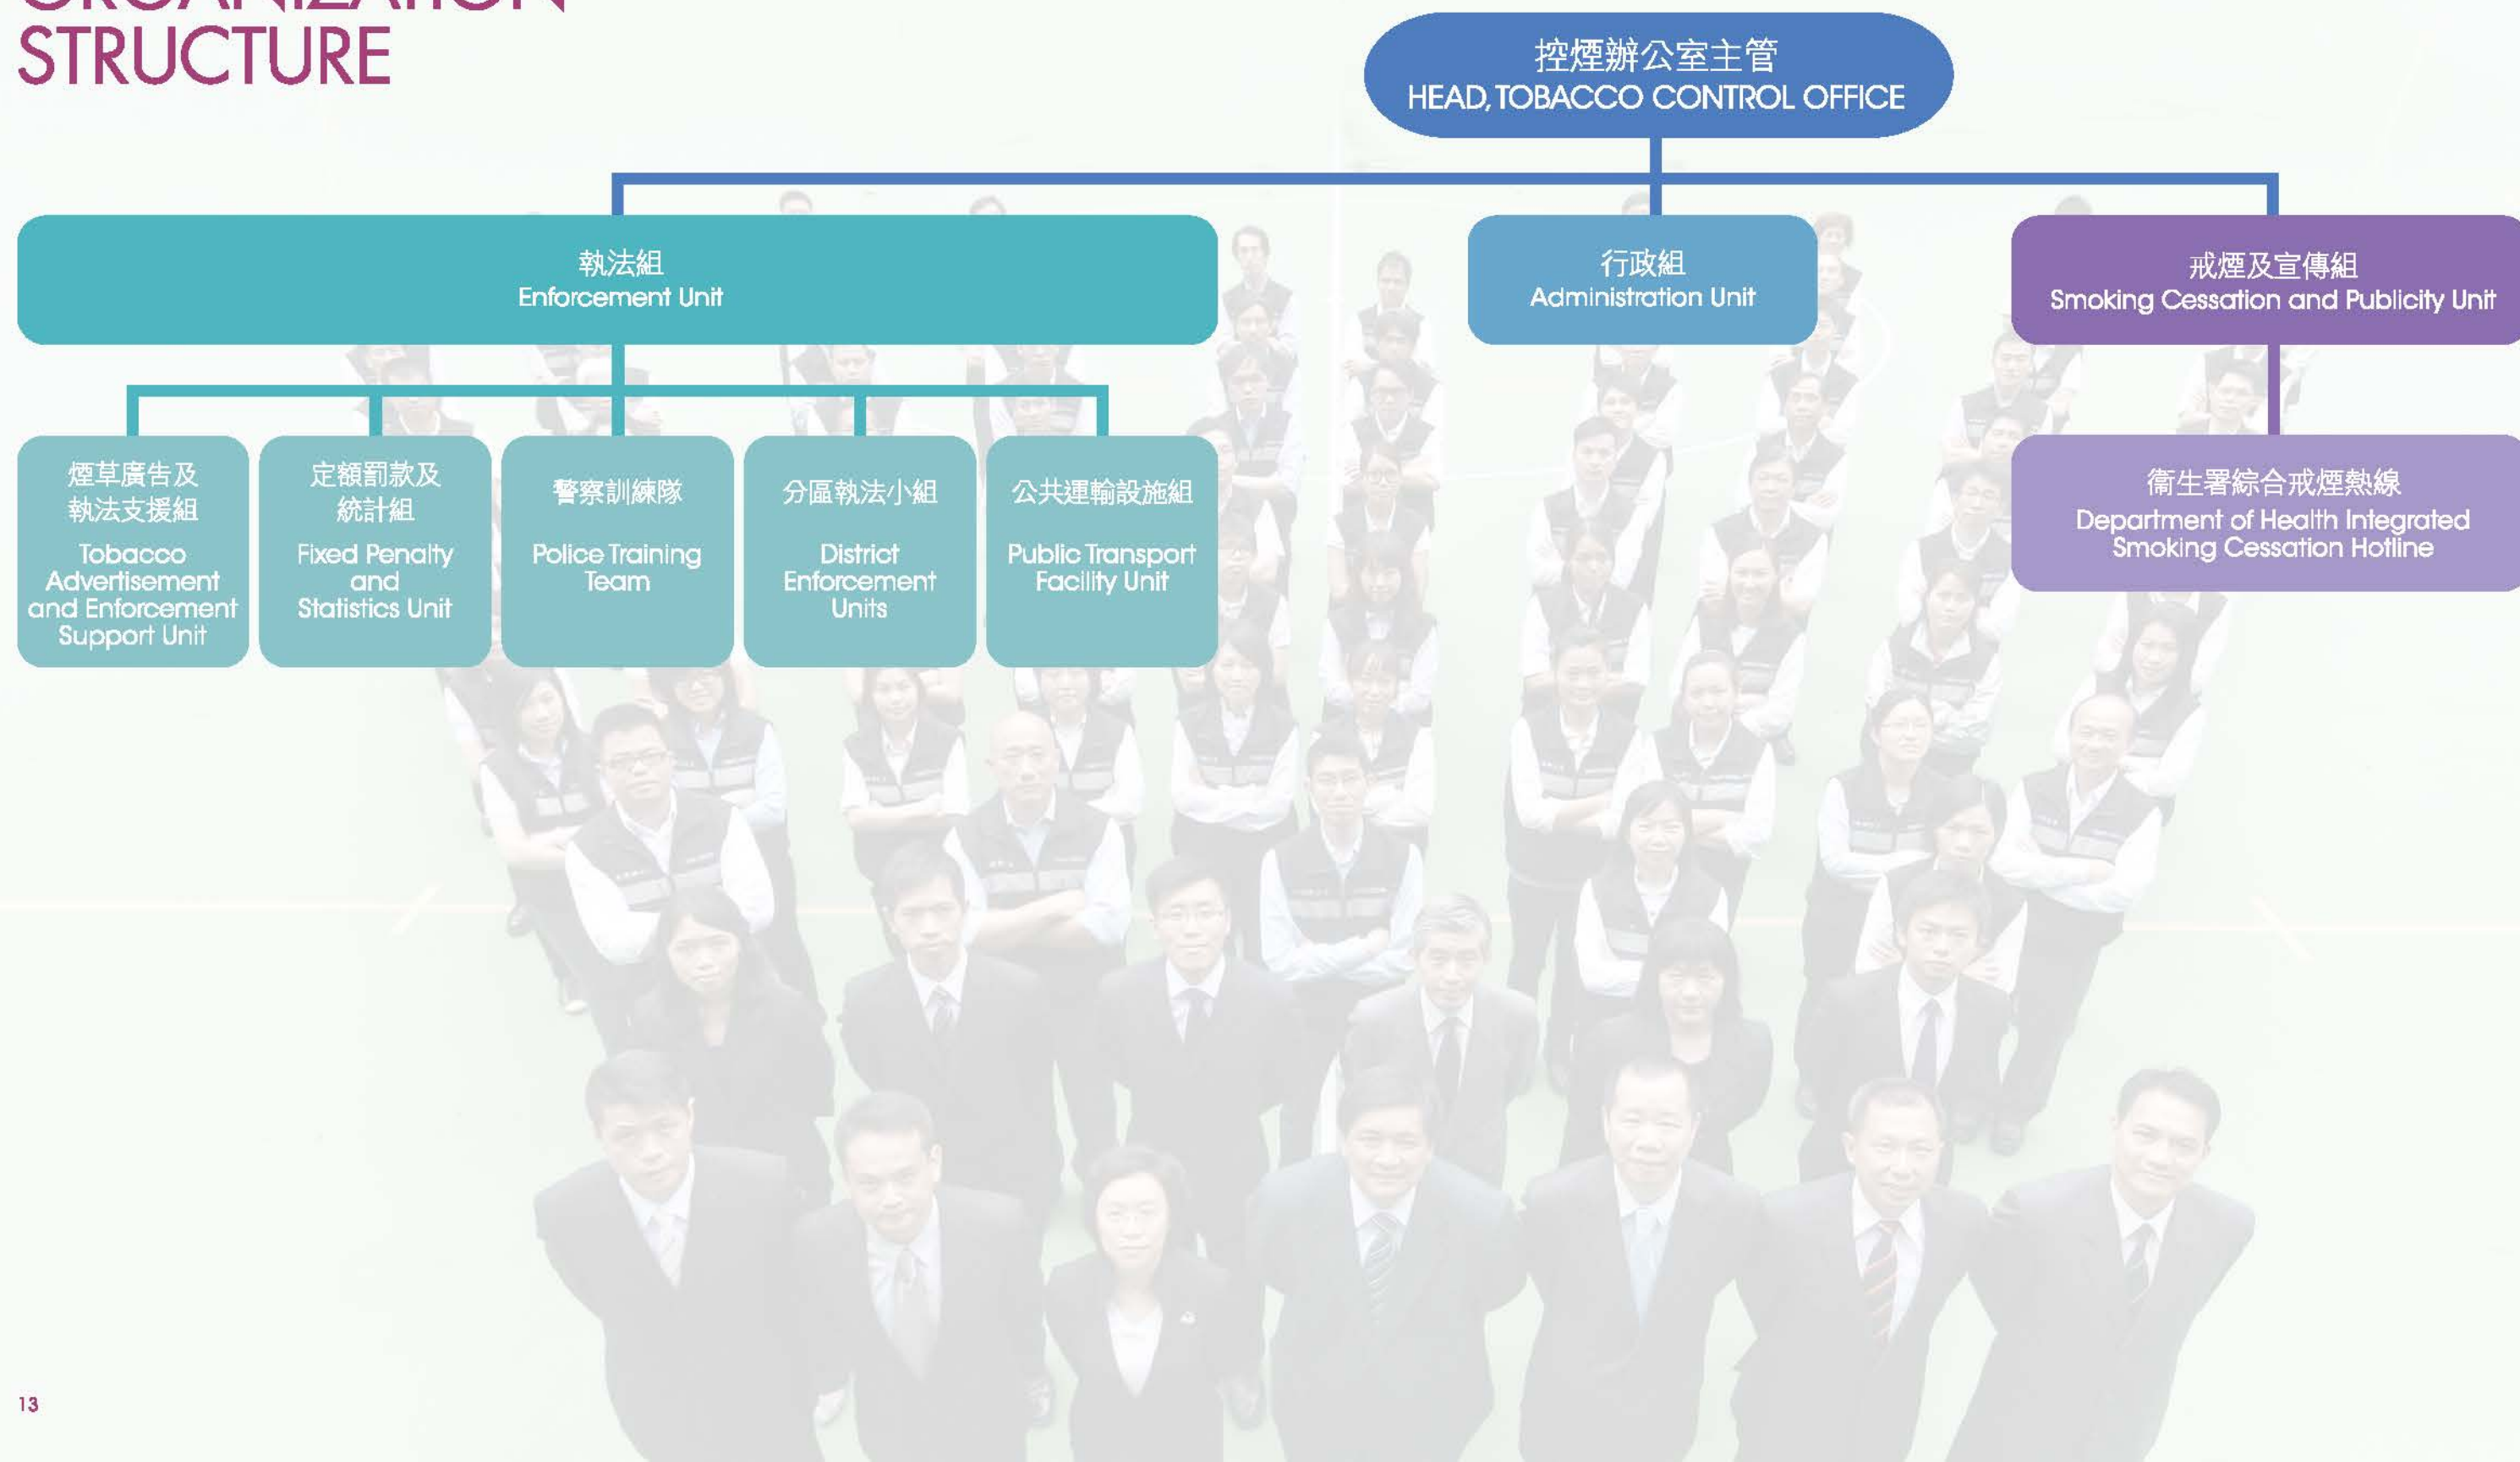 ORGANIZATION
STRUCTURE
控煙辦公室主管
HEAD, TOBACCO CONTROL OFFICE
執法組
Enforcement Unit
行政組
Administration Unit
戒煙及宣傳組
Smoking Cessation and Publicity Unit
煙草廣告及
執法支援組
Tobacco
Advertisement
and Enforcement
Support Unit
定額罰款及
統計組
Fixed Penalty
and
Statistics Unit
警察訓練隊
Police Training
Team
分區執法小組
District
Enforcement
Units
公共運輸設施組
Public Transport
Facility Unit
衞生署綜合戒煙熱線
Department of Health Integrated
Smoking Cessation Hotline
13